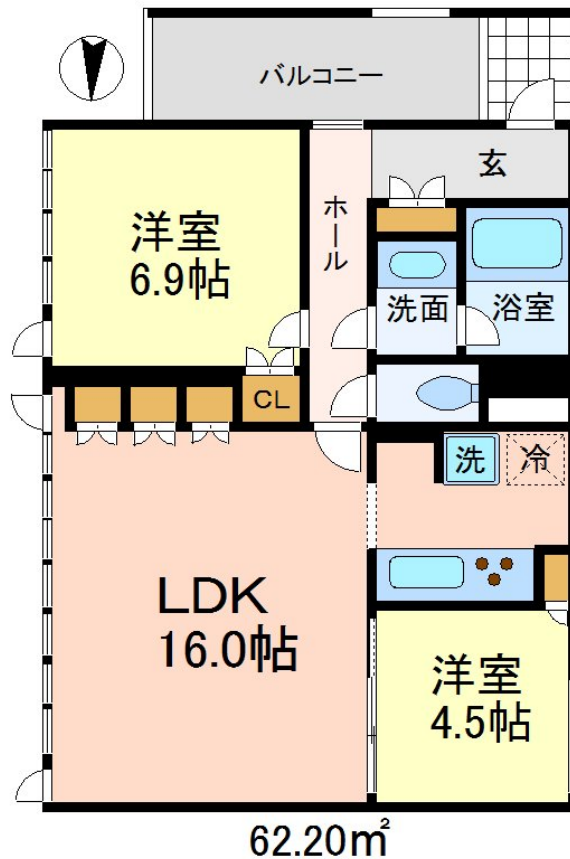 バルコニー
玄
ホール
洋室
6.9帖
洗面
浴室
CL
洗
冷
LDK
16.0帖
洋室
4.5帖
62.20㎡